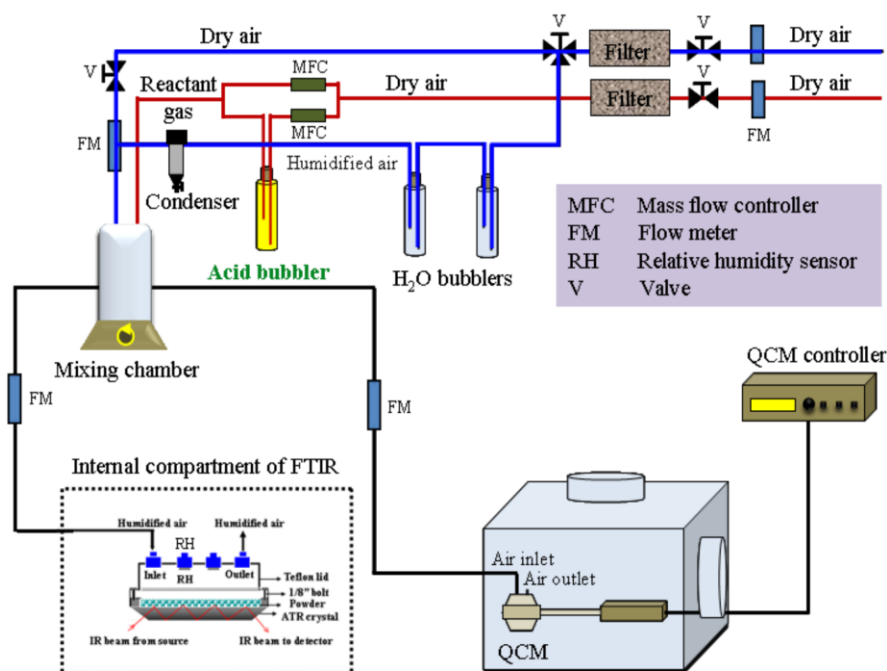 Dry air
V
Filter
V
Dry air
V
MFC
Reactant
gas
Dry air
MFC
Filter
V
Dry air
FM
FM
Humidified air
Condenser
Acid bubbler
H₂O bubblers
MFC Mass flow controller
FM Flow meter
RH Relative humidity sensor
V Valve
Mixing chamber
QCM controller
FM
FM
Internal compartment of FTIR
Humidified air
RH
Humidified air
Inlet
RH
Outlet
Teflon lid
1/8" bolt
Powder
ATR crystal
IR beam from source
IR beam to detector
Air inlet
Air outlet
QCM